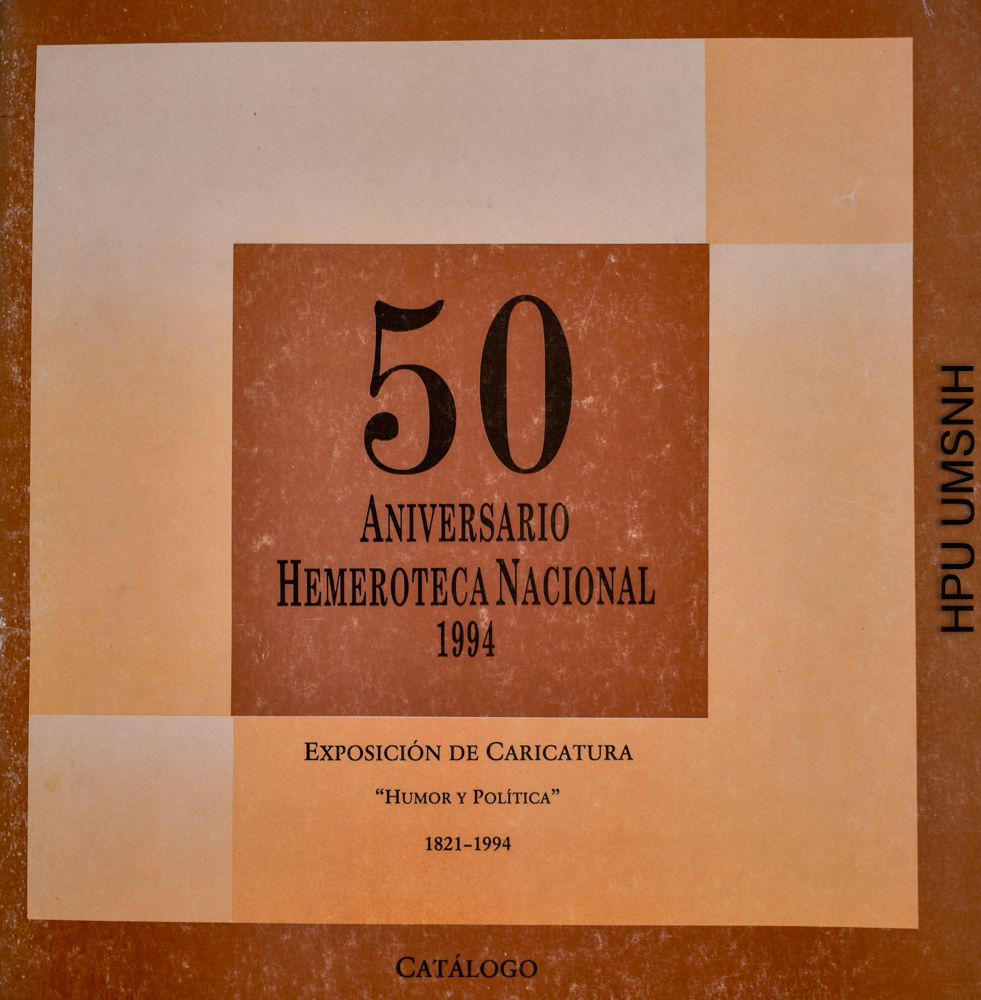 50
ANIVERSARIO
HEMEROTECA NACIONAL
1994
EXPOSICIÓN DE CARICATURA
“HUMOR Y POLÍTICA”
1821-1994
CATÁLOGO
HPU UMSNH